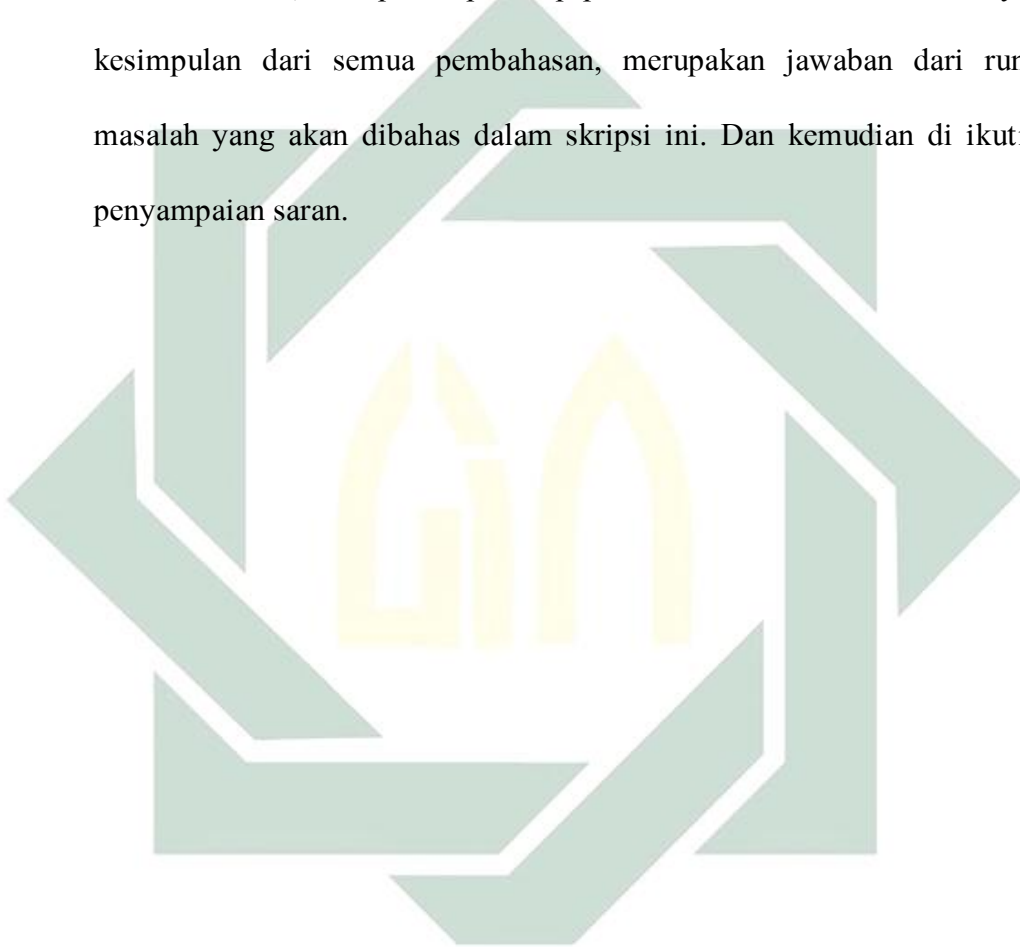 kesimpulan dari semua pembahasan, merupakan jawaban dari
masalah yang akan dibahas dalam skripsi ini. Dan kemudian di
penyampaian saran.